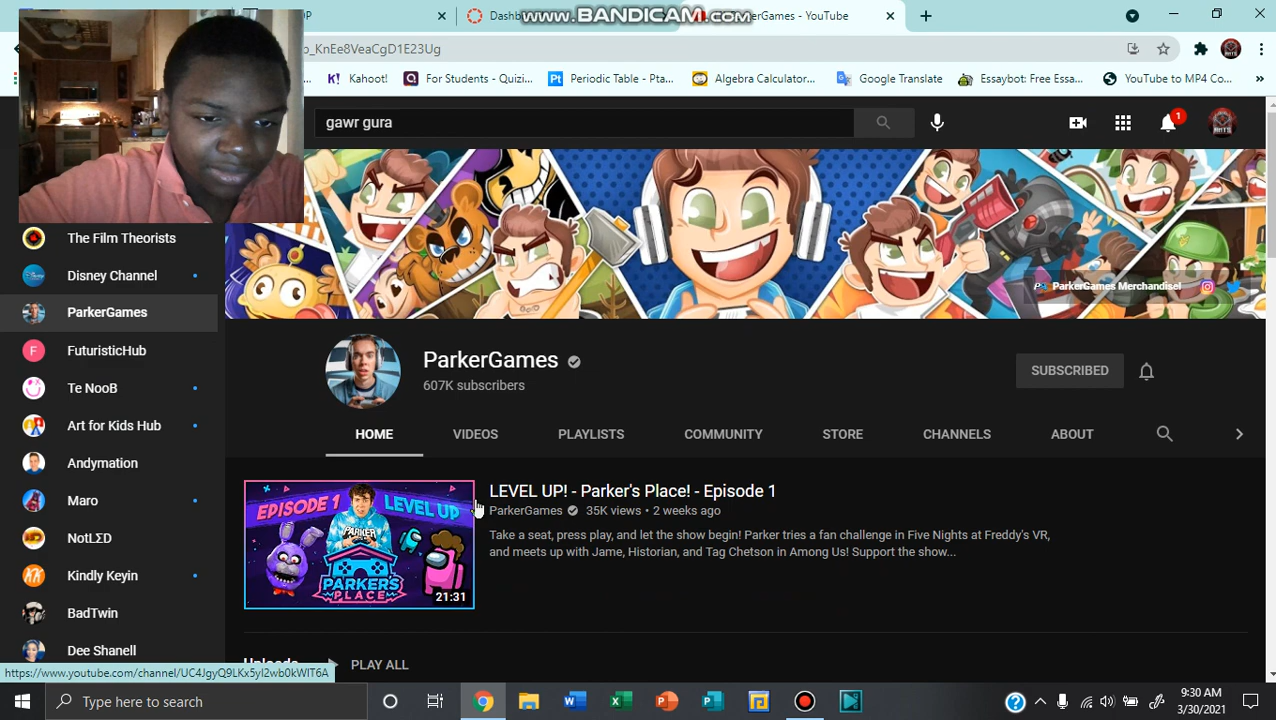 OP
Dashb
www.BANDICAM.com
erGames - YouTube
o_KnEe8VeaCgD1E23Ug
Kahoot!
For Students - Quizi...
Periodic Table - Pta...
Algebra Calculator...
Google Translate
Essaybot: Free Essa...
YouTube to MP4 Co...
gawr gura
1
The Film Theorists
Disney Channel
ParkerGames
FuturisticHub
Te NooB
Art for Kids Hub
Andymation
Maro
NotLΣD
Kindly Keyin
BadTwin
Dee Shanell
ParkerGames Merchandise!
ParkerGames
607K subscribers
SUBSCRIBED
HOME
VIDEOS
PLAYLISTS
COMMUNITY
STORE
CHANNELS
ABOUT
EPISODE 1
LEVEL UP
PARKER
PARKER'S
PLACE
21:31
LEVEL UP! - Parker's Place! - Episode 1
ParkerGames 35K views • 2 weeks ago
Take a seat, press play, and let the show begin! Parker tries a fan challenge in Five Nights at Freddy's VR,
and meets up with Jame, Historian, and Tag Chetson in Among Us! Support the show...
Uploads
PLAY ALL
https://www.youtube.com/channel/UC4JgyQ9LKx5yI2wb0kWIT6A
Type here to search
9:30 AM
3/30/2021